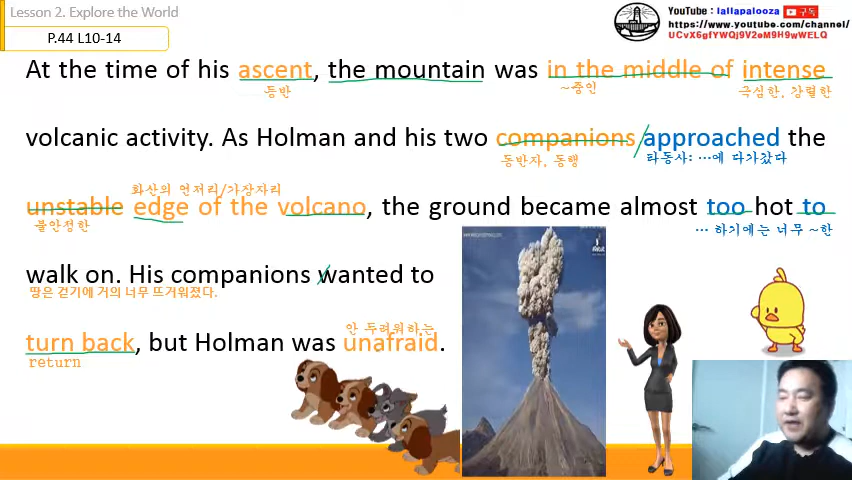 Lesson 2. Explore the World
P.44 L10-14
YouTube : lallapalooza 구독
https://www.youtube.com/channel/
UCvX6gfYWQj9V2eM9H9wWELQ
At the time of his ascent, the mountain was in the middle of intense
등반 ~중인 극심한, 강렬한
volcanic activity. As Holman and his two companions approached the
동반자, 동행 타동사: …에 다가갔다
화산의 언저리/가장자리
unstable edge of the volcano, the ground became almost too hot to
불안정한 … 하기에는 너무 ~한
walk on. His companions wanted to
땅은 걷기에 거의 너무 뜨거워졌다.
안 두려워하는
turn back, but Holman was unafraid.
return